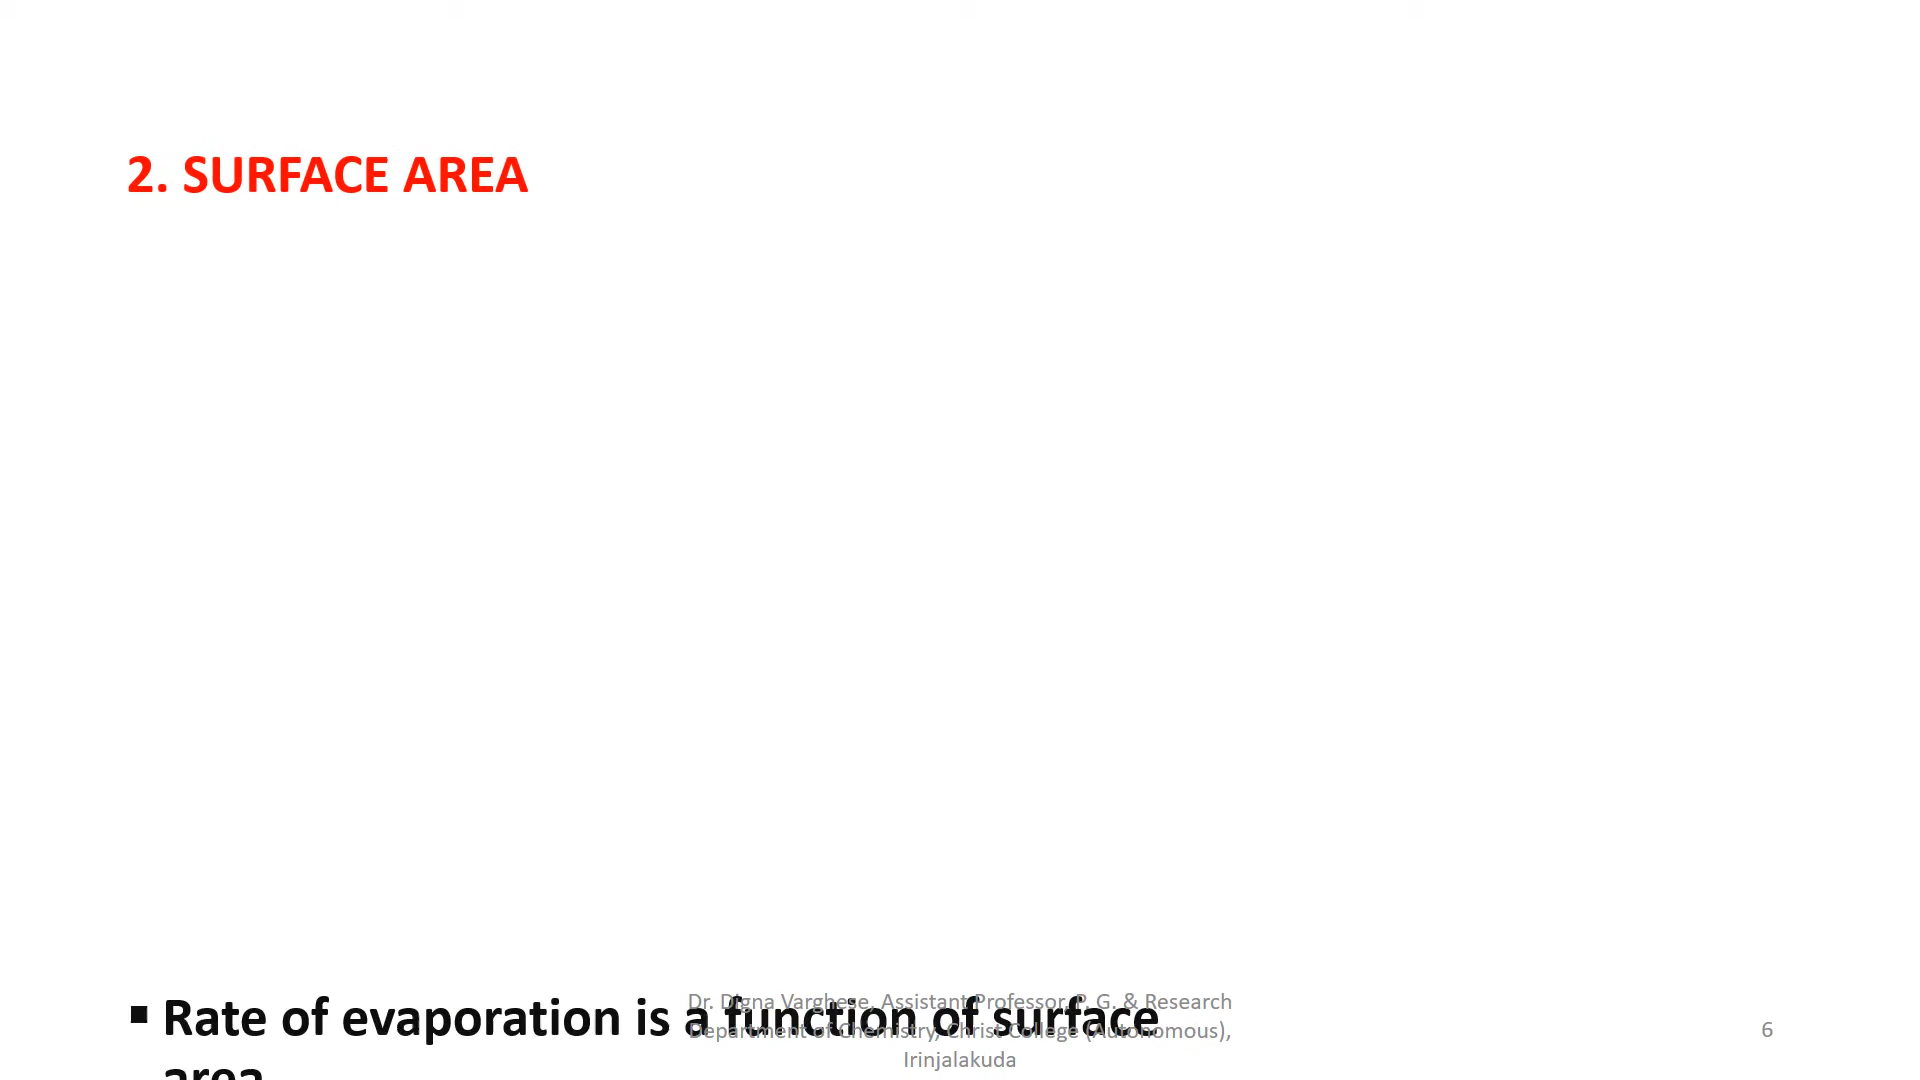 2. SURFACE AREA
▪ Rate of evaporation is a function of surface
area
Dr. Digna Varghese, Assistant Professor, P. G. & Research
Department of Chemistry, Christ College (Autonomous),
Irinjalakuda
6